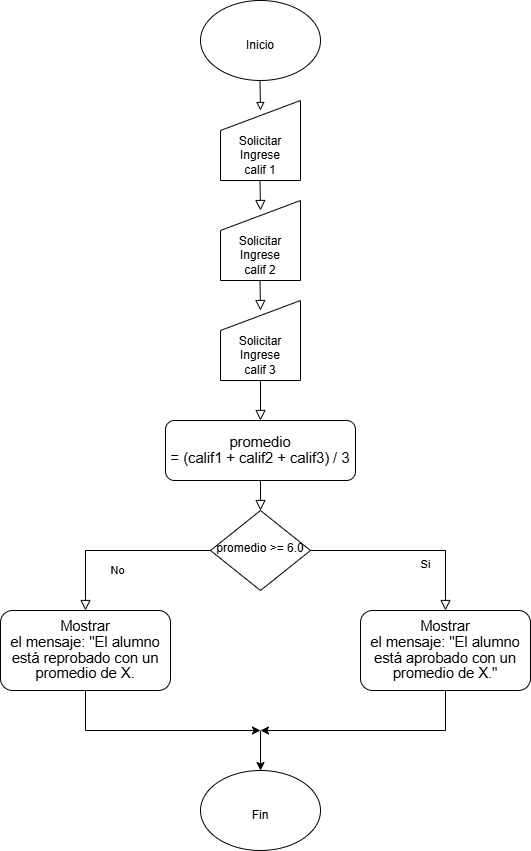 Inicio
Solicitar
Ingrese
calif 1
Solicitar
Ingrese
calif 2
Solicitar
Ingrese
calif 3
promedio
= (calif1 + calif2 + calif3) / 3
promedio >= 6.0
No
Si
Mostrar
el mensaje: "El alumno
está reprobado con un
promedio de X.
Mostrar
el mensaje: "El alumno
está aprobado con un
promedio de X."
Fin